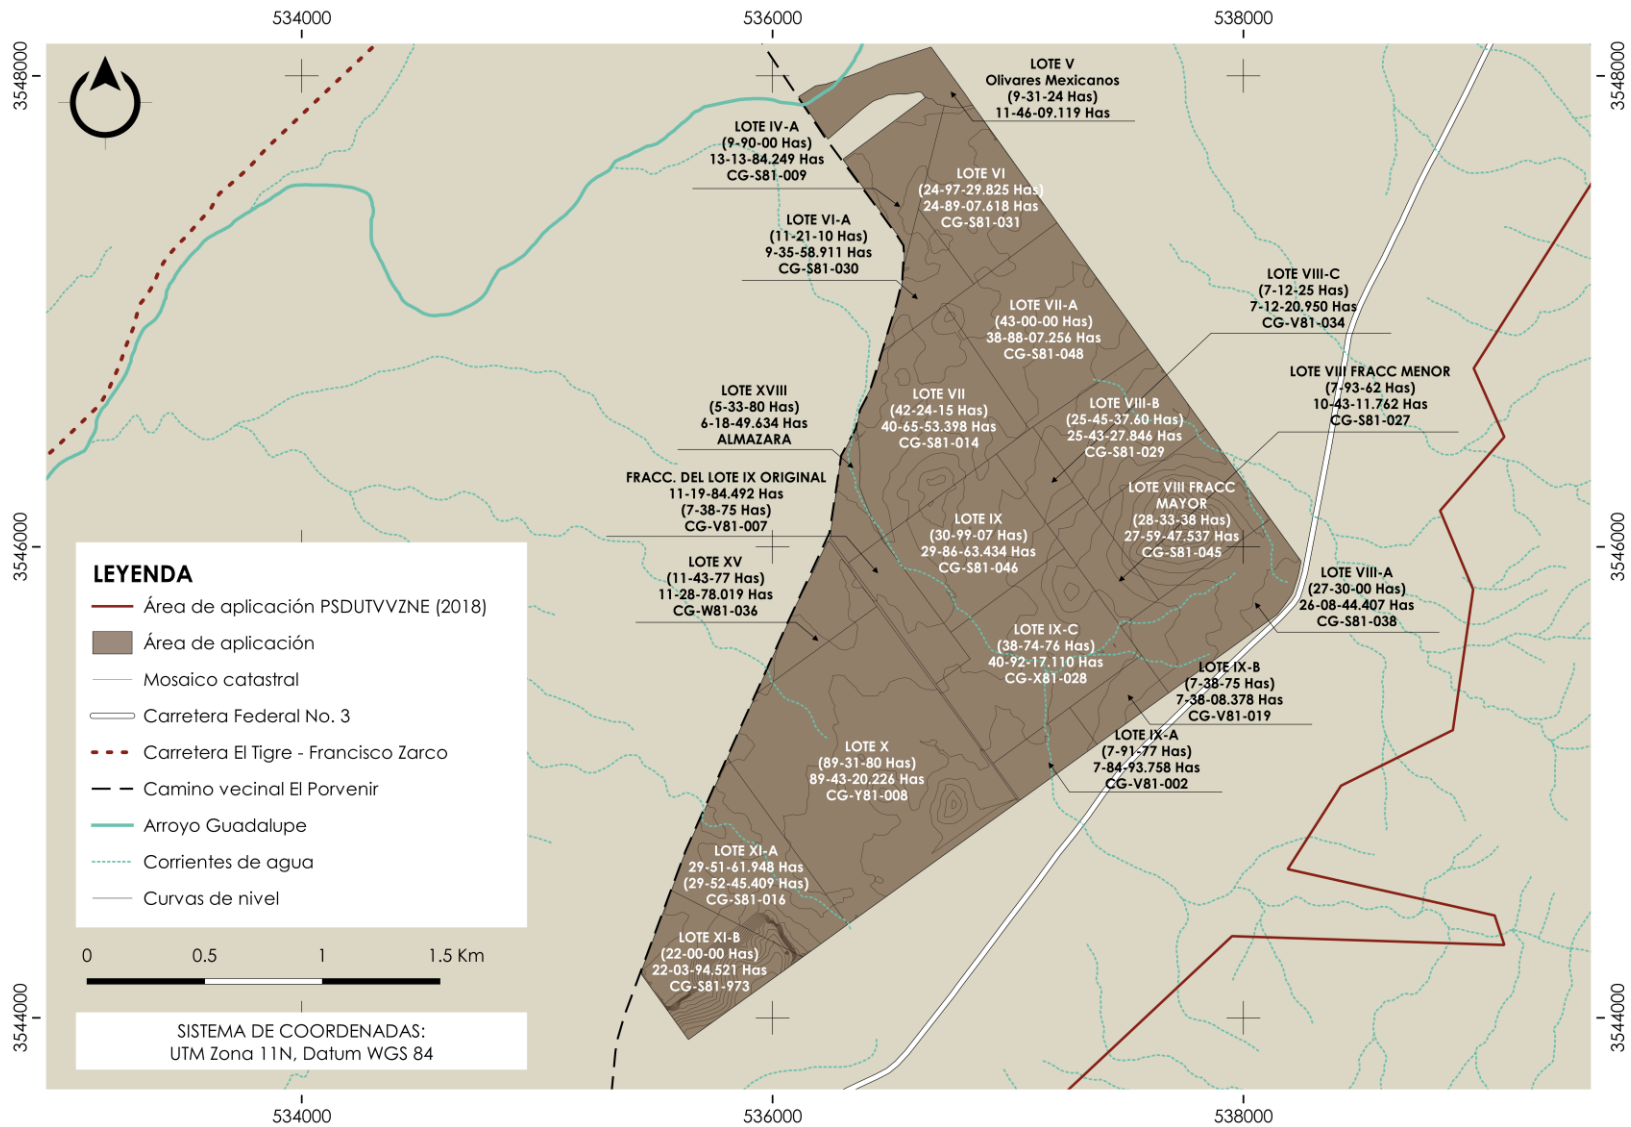 534000
536000
538000
3548000
3548000
LOTE V
Olivares Mexicanos
(9-31-24 Has)
11-46-09.119 Has
LOTE IV-A
(9-90-00 Has)
13-13-84.249 Has
CG-S81-009
LOTE VI
(24-97-29.825 Has)
24-89-07.618 Has
CG-S81-031
LOTE VI-A
(11-21-10 Has)
9-35-58.911 Has
CG-S81-030
LOTE VIII-C
(7-12-25 Has)
7-12-20.950 Has
CG-V81-034
LOTE VII-A
(43-00-00 Has)
38-88-07.256 Has
CG-S81-048
LOTE VIII FRACC MENOR
(7-93-62 Has)
10-43-11.762 Has
CG-S81-027
LOTE XVIII
(5-33-80 Has)
6-18-49.634 Has
ALMAZARA
LOTE VII
(42-24-15 Has)
40-65-53.398 Has
CG-S81-014
LOTE VIII-B
(25-45-37.60 Has)
25-43-27.846 Has
CG-S81-029
FRACC. DEL LOTE IX ORIGINAL
11-19-84.492 Has
(7-38-75 Has)
CG-V81-007
LOTE VIII FRACC
MAYOR
(28-33-38 Has)
27-59-47.537 Has
CG-S81-045
LOTE IX
(30-99-07 Has)
29-86-63.434 Has
CG-S81-046
3546000
3546000
LOTE XV
(11-43-77 Has)
11-28-78.019 Has
CG-W81-036
LOTE VIII-A
(27-30-00 Has)
26-08-44.407 Has
CG-S81-038
LOTE IX-C
(38-74-76 Has)
40-92-17.110 Has
CG-X81-028
LOTE IX-B
(7-38-75 Has)
7-38-08.378 Has
CG-V81-019
LOTE IX-A
(7-91-77 Has)
7-84-93.758 Has
CG-V81-002
LOTE X
(89-31-80 Has)
89-43-20.226 Has
CG-Y81-008
LOTE XI-A
29-51-61.948 Has
(29-52-45.409 Has)
CG-S81-016
LOTE XI-B
(22-00-00 Has)
22-03-94.521 Has
CG-S81-973
LEYENDA
Área de aplicación PSDUTVVZNE (2018)
Área de aplicación
Mosaico catastral
Carretera Federal No. 3
Carretera El Tigre - Francisco Zarco
Camino vecinal El Porvenir
Arroyo Guadalupe
Corrientes de agua
Curvas de nivel
0 0.5 1 1.5 Km
SISTEMA DE COORDENADAS:
UTM Zona 11N, Datum WGS 84
3544000
3544000
534000
536000
538000